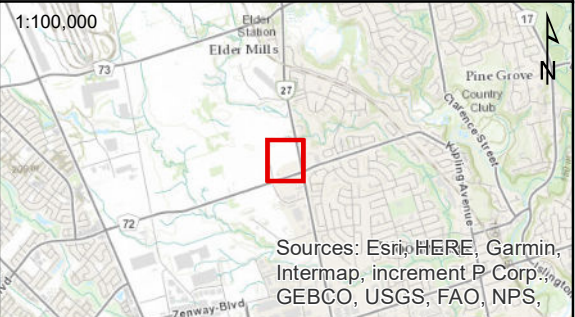 1:100,000
Elder
Station
Elder Mills
17
N
73
27
Pine Grove
Country
Club
Clarence Street
Kipling Avenue
72
Zenway-Blvd
Islington
Sources: Esri, HERE, Garmin,
Intermap, increment P Corp.,
GEBCO, USGS, FAO, NPS,